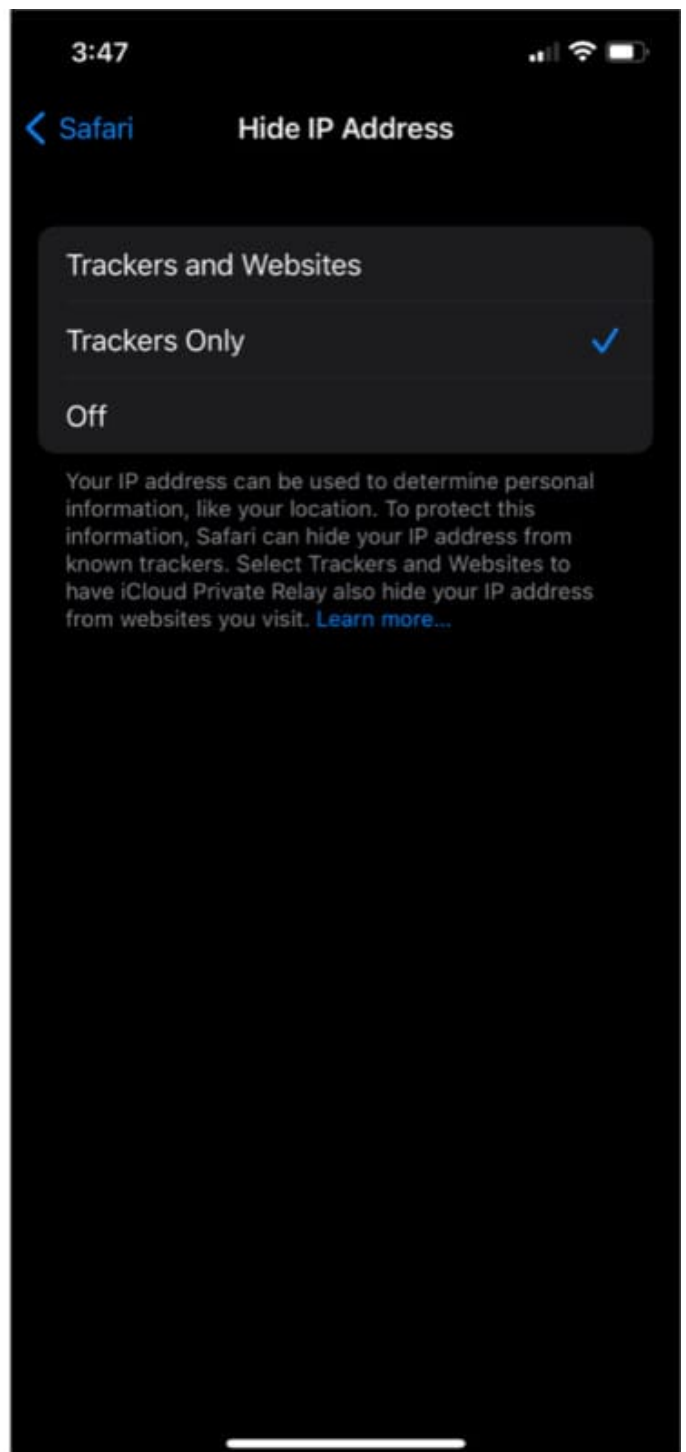 3:47
Safari
Hide IP Address
Trackers and Websites
Trackers Only
Off
Your IP address can be used to determine personal
information, like your location. To protect this
information, Safari can hide your IP address from
known trackers. Select Trackers and Websites to
have iCloud Private Relay also hide your IP address
from websites you visit. Learn more...